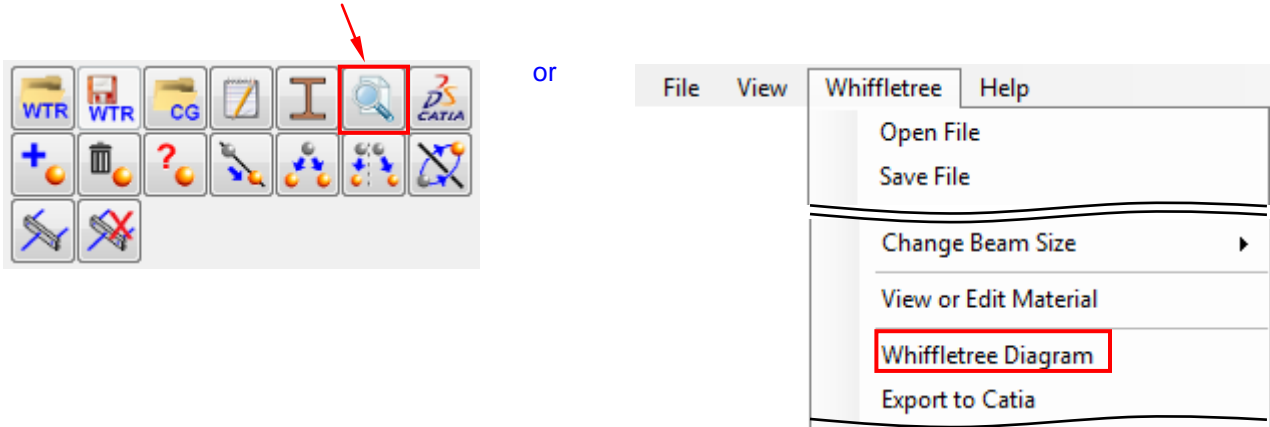 WTR WTR CG DS CATIA
?
or
File View Whiffletree Help
Open File
Save File
Change Beam Size
View or Edit Material
Whiffletree Diagram
Export to Catia